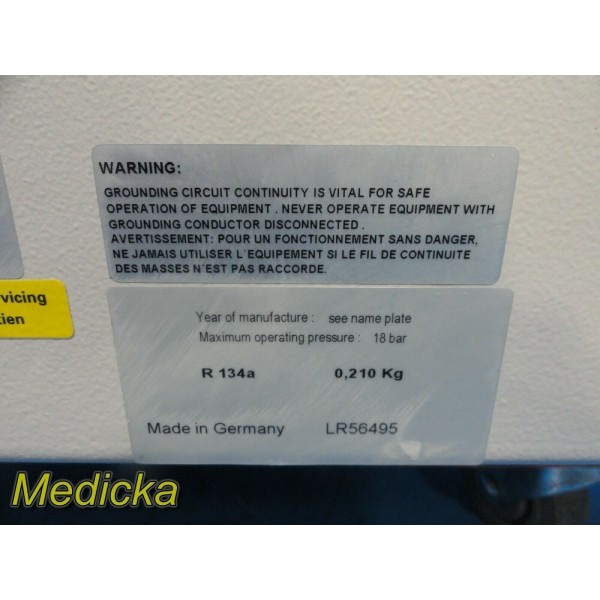 WARNING:
GROUNDING CIRCUIT CONTINUITY IS VITAL FOR SAFE
OPERATION OF EQUIPMENT . NEVER OPERATE EQUIPMENT WITH
GROUNDING CONDUCTOR DISCONNECTED .
AVERTISSEMENT: POUR UN FONCTIONNEMENT SANS DANGER,
NE JAMAIS UTILISER L´EQUIPEMENT SI LE FIL DE CONTINUITE
DES MASSES N´EST PAS RACCORDE.
rvicing
tien
Year of manufacture : see name plate
Maximum operating pressure : 18 bar
R 134a 0,210 Kg
Made in Germany LR56495
Medicka